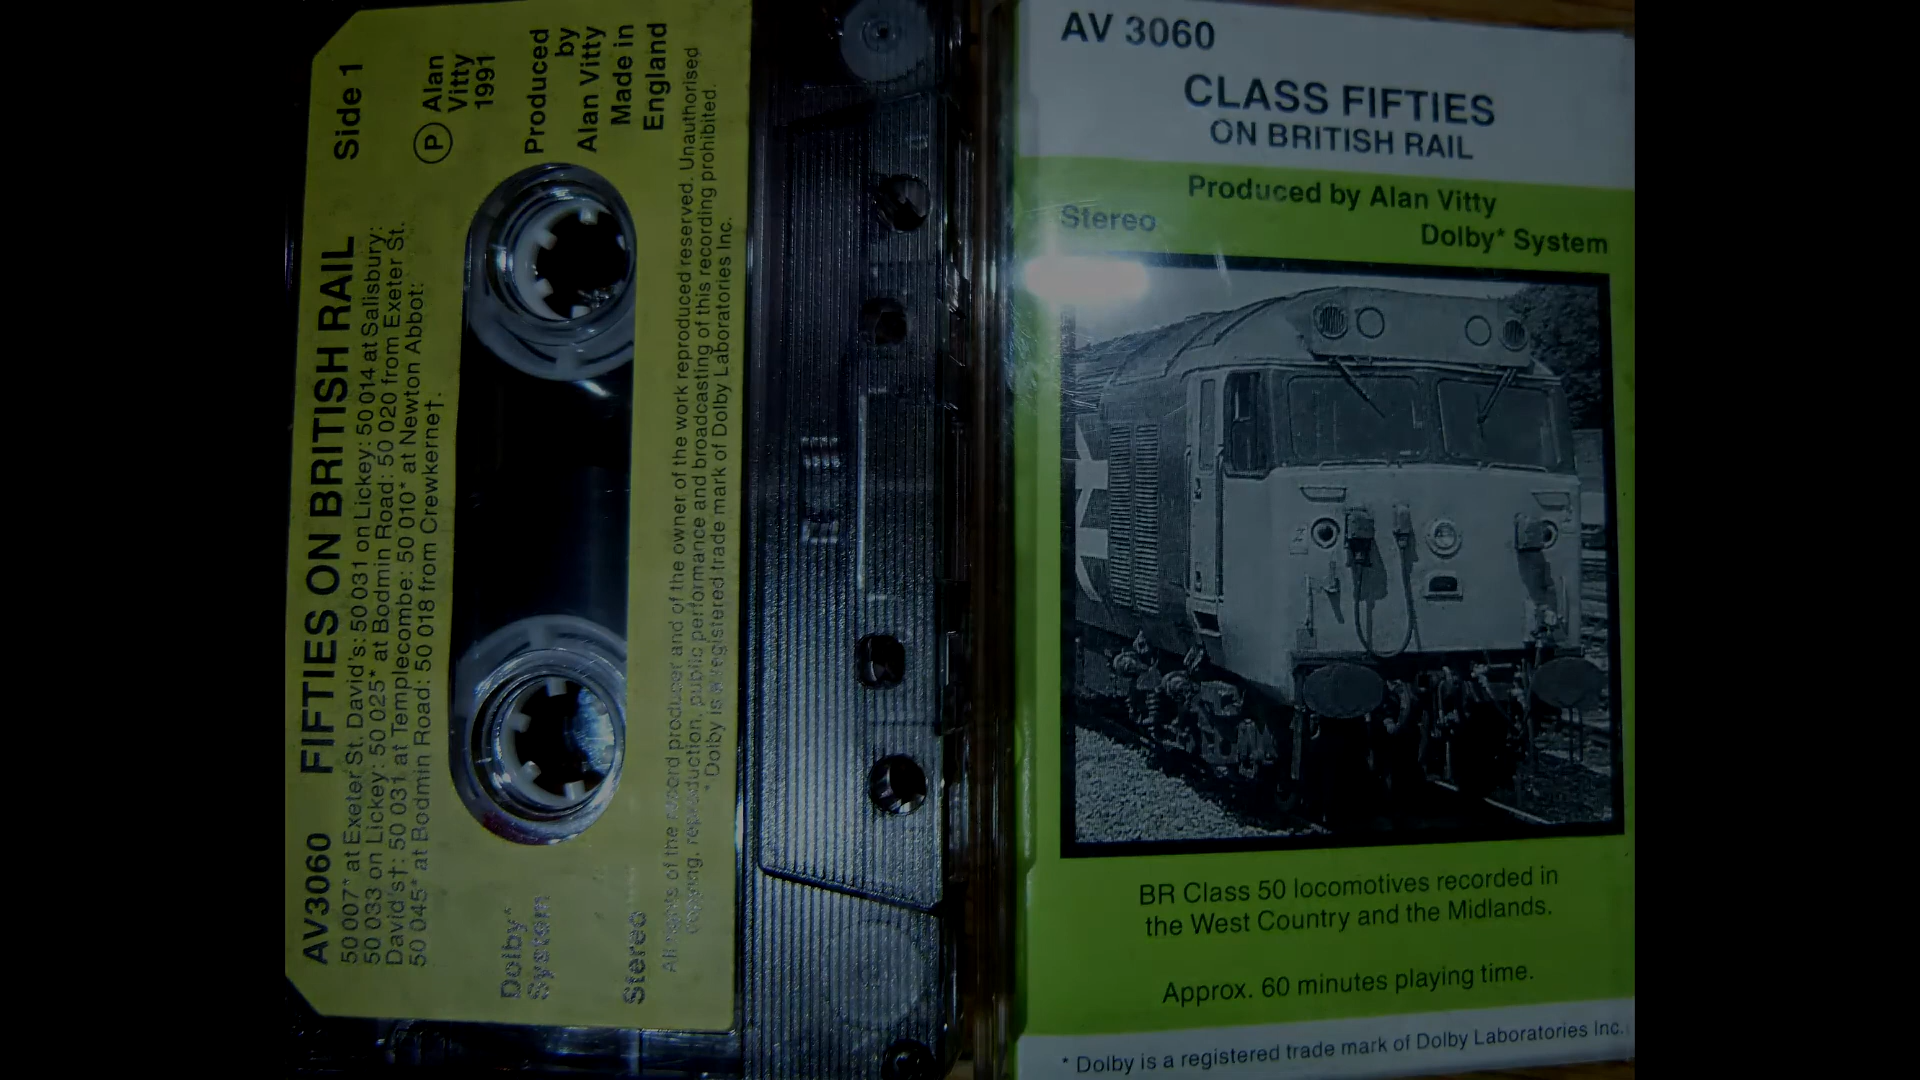 AV3060 FIFTIES ON BRITISH RAIL Side 1
50 007* at Exeter St. David's: 50 031 on Lickey: 50 014 at Salisbury:
50 033 on Lickey: 50 025* at Bodmin Road: 50 020 from Exeter St.
David's†: 50 031 at Templecombe: 50 010* at Newton Abbot:
50 045* at Bodmin Road: 50 018 from Crewkerne†.
Ⓟ Alan
Vitty
1991
Produced
by
Alan Vitty
Made in
England
Dolby*
System
Stereo
All rights of the record producer and of the owner of the work reproduced reserved. Unauthorised
copying, reproduction, public performance and broadcasting of this recording prohibited.
* Dolby is a registered trade mark of Dolby Laboratories Inc.
AV 3060
CLASS FIFTIES
ON BRITISH RAIL
Produced by Alan Vitty
Stereo
Dolby* System
BR Class 50 locomotives recorded in
the West Country and the Midlands.
Approx. 60 minutes playing time.
* Dolby is a registered trade mark of Dolby Laboratories Inc.